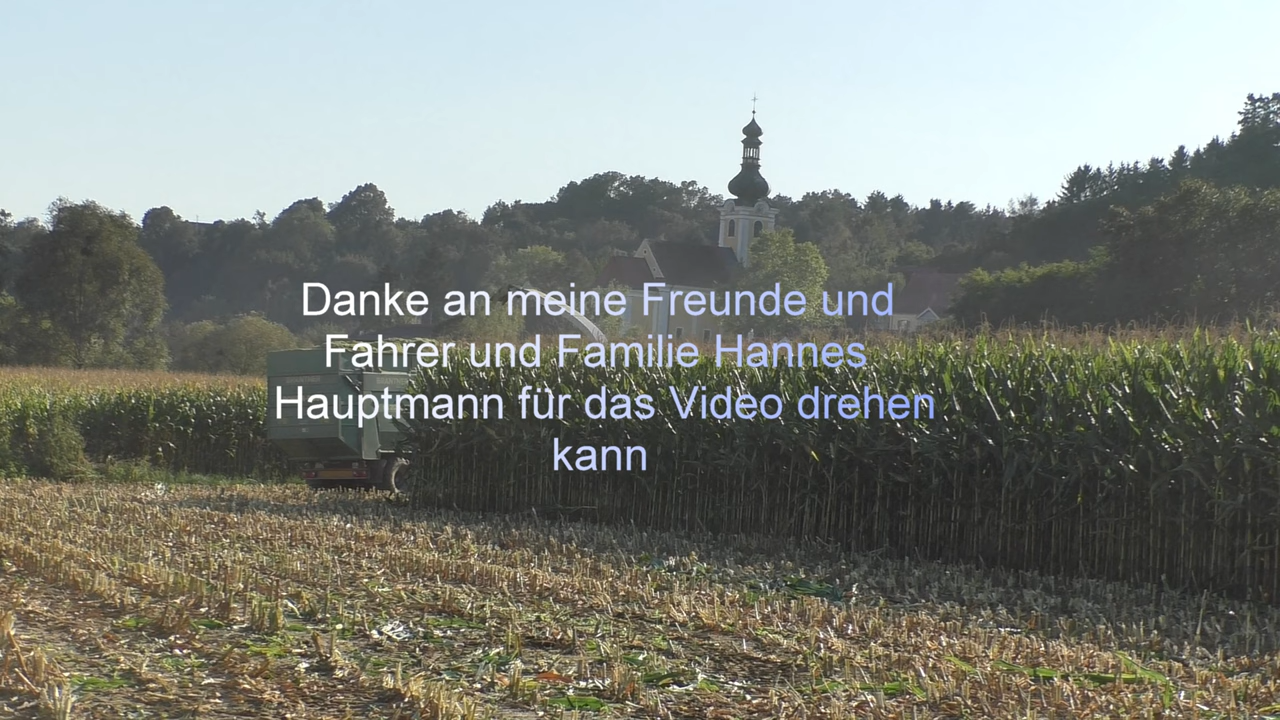 Danke an meine Freunde und
Fahrer und Familie Hannes
Hauptmann für das Video drehen
kann